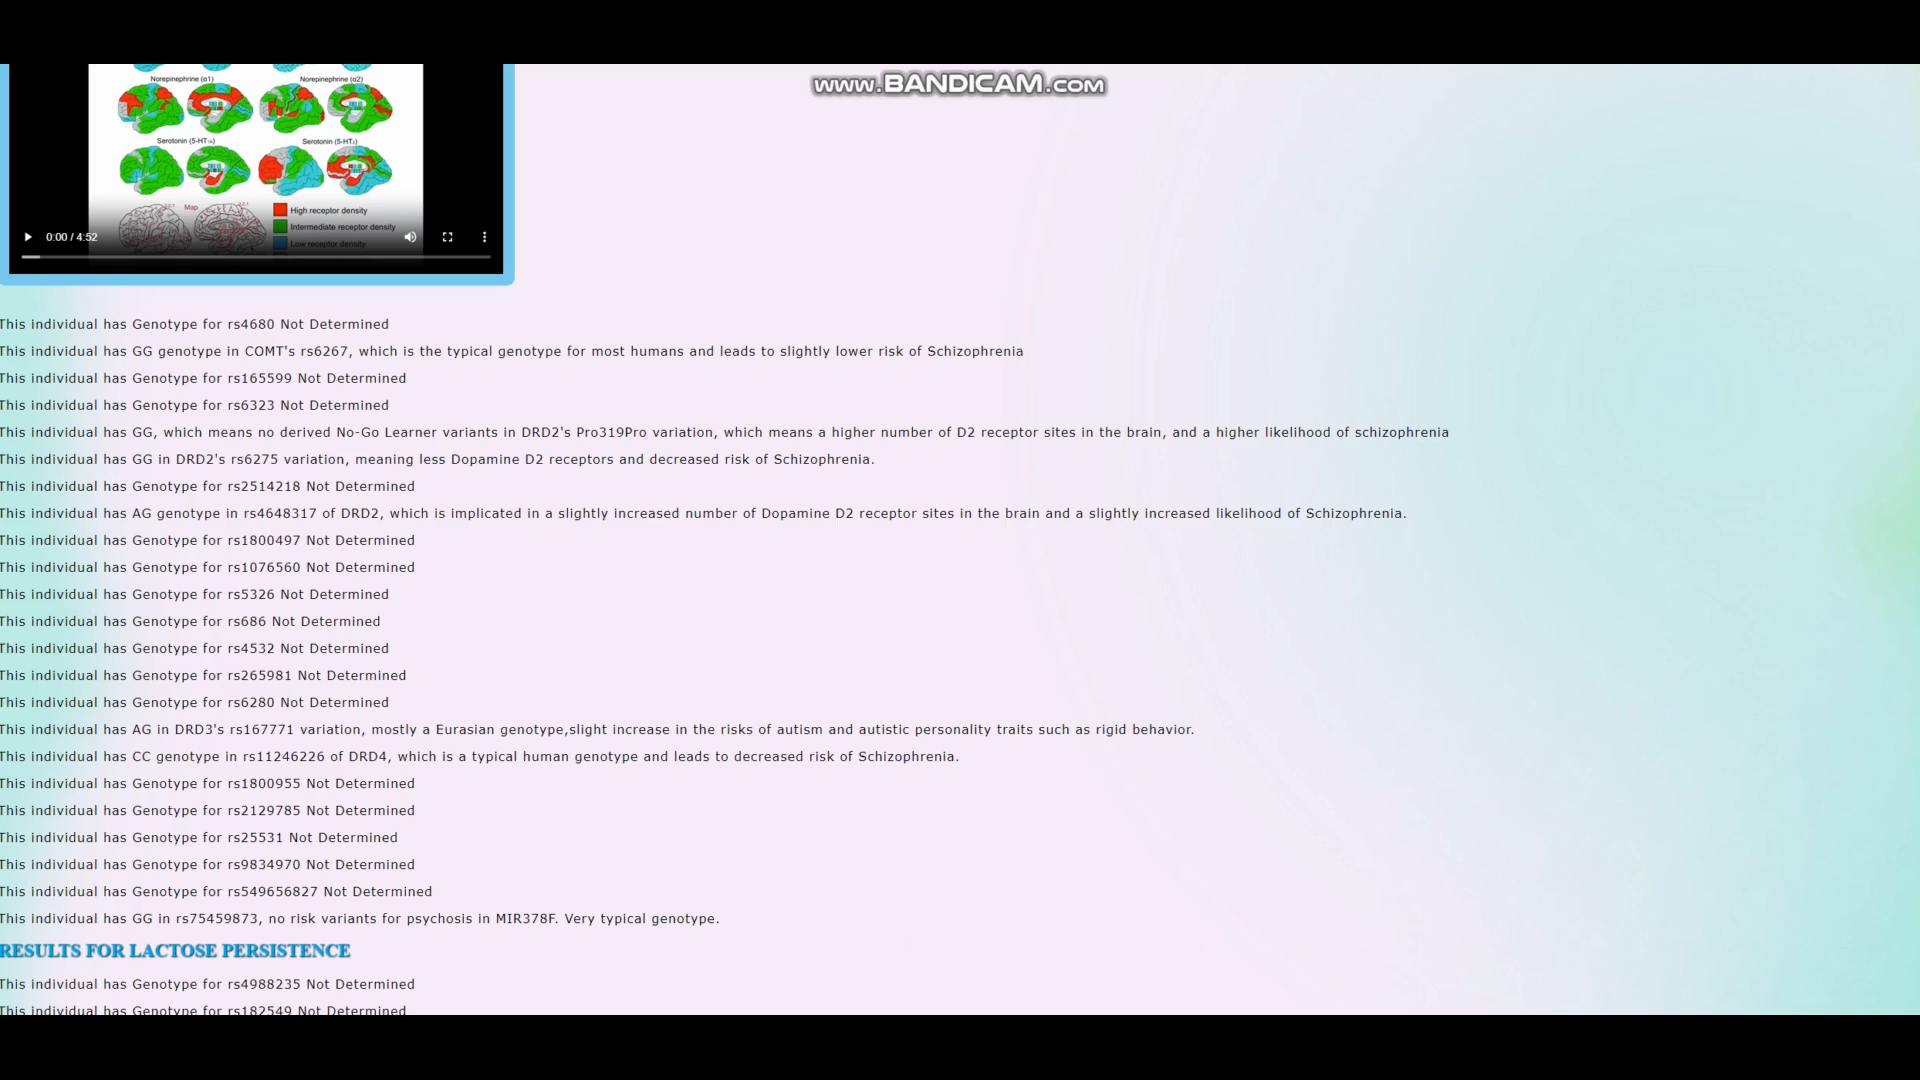 www.BANDICAM.com
Norepinephrine (α1) Norepinephrine (α2)
Serotonin (5-HT1A) Serotonin (5-HT2)
Map
High receptor density
Intermediate receptor density
Low receptor density
0:00 / 4:52
This individual has Genotype for rs4680 Not Determined
This individual has GG genotype in COMT's rs6267, which is the typical genotype for most humans and leads to slightly lower risk of Schizophrenia
This individual has Genotype for rs165599 Not Determined
This individual has Genotype for rs6323 Not Determined
This individual has GG, which means no derived No-Go Learner variants in DRD2's Pro319Pro variation, which means a higher number of D2 receptor sites in the brain, and a higher likelihood of schizophrenia
This individual has GG in DRD2's rs6275 variation, meaning less Dopamine D2 receptors and decreased risk of Schizophrenia.
This individual has Genotype for rs2514218 Not Determined
This individual has AG genotype in rs4648317 of DRD2, which is implicated in a slightly increased number of Dopamine D2 receptor sites in the brain and a slightly increased likelihood of Schizophrenia.
This individual has Genotype for rs1800497 Not Determined
This individual has Genotype for rs1076560 Not Determined
This individual has Genotype for rs5326 Not Determined
This individual has Genotype for rs686 Not Determined
This individual has Genotype for rs4532 Not Determined
This individual has Genotype for rs265981 Not Determined
This individual has Genotype for rs6280 Not Determined
This individual has AG in DRD3's rs167771 variation, mostly a Eurasian genotype,slight increase in the risks of autism and autistic personality traits such as rigid behavior.
This individual has CC genotype in rs11246226 of DRD4, which is a typical human genotype and leads to decreased risk of Schizophrenia.
This individual has Genotype for rs1800955 Not Determined
This individual has Genotype for rs2129785 Not Determined
This individual has Genotype for rs25531 Not Determined
This individual has Genotype for rs9834970 Not Determined
This individual has Genotype for rs549656827 Not Determined
This individual has GG in rs75459873, no risk variants for psychosis in MIR378F. Very typical genotype.
RESULTS FOR LACTOSE PERSISTENCE
This individual has Genotype for rs4988235 Not Determined
This individual has Genotype for rs182549 Not Determined